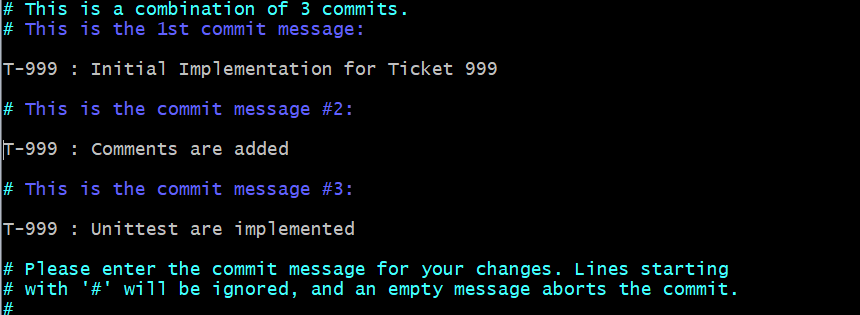 # This is a combination of 3 commits.
# This is the 1st commit message:
T-999 : Initial Implementation for Ticket 999
# This is the commit message #2:
T-999 : Comments are added
# This is the commit message #3:
T-999 : Unittest are implemented
# Please enter the commit message for your changes. Lines starting
# with '#' will be ignored, and an empty message aborts the commit.
#